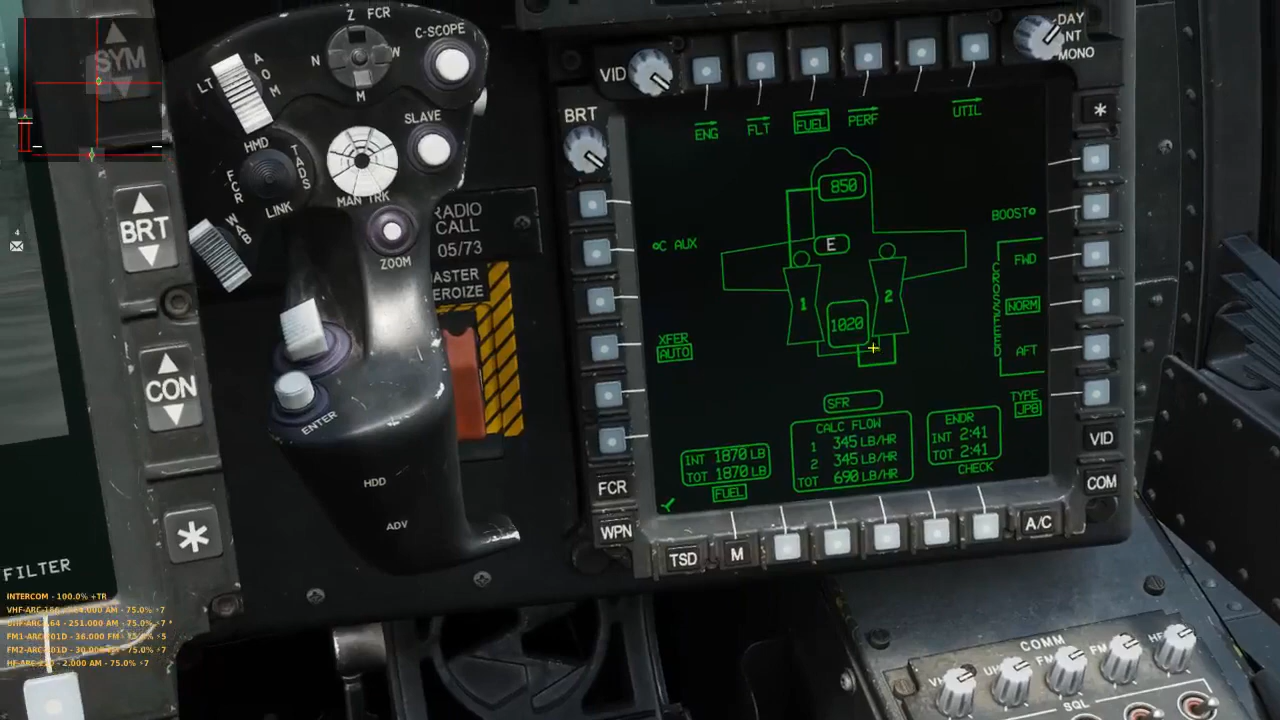 Z FCR
C-SCOPE
N
W
M
LT
A
O
M
SYM
SLAVE
HMD
TADS
FCR
LINK
MAN TRK
WAB
ZOOM
ENTER
HDD
ADV
BRT
CON
FILTER
4
RADIO
CALL
05/73
VID
DAY
NT
MONO
BRT
ENG
FLT
FUEL
PERF
UTIL
850
BOOST
°C AUX
E
FWD
1
2
CROSSFEED
NORM
1020
XFER
AUTO
AFT
TYPE
JP8
SFR
CALC FLOW
1 345 LB/HR
2 345 LB/HR
TOT 690 LB/HR
ENDR
INT 2:41
TOT 2:41
INT 1870 LB
TOT 1870 LB
FUEL
CHECK
VID
COM
FCR
WPN
TSD
M
A/C
INTERCOM - 100.0% +TR
COMM
FM
HF
SQL